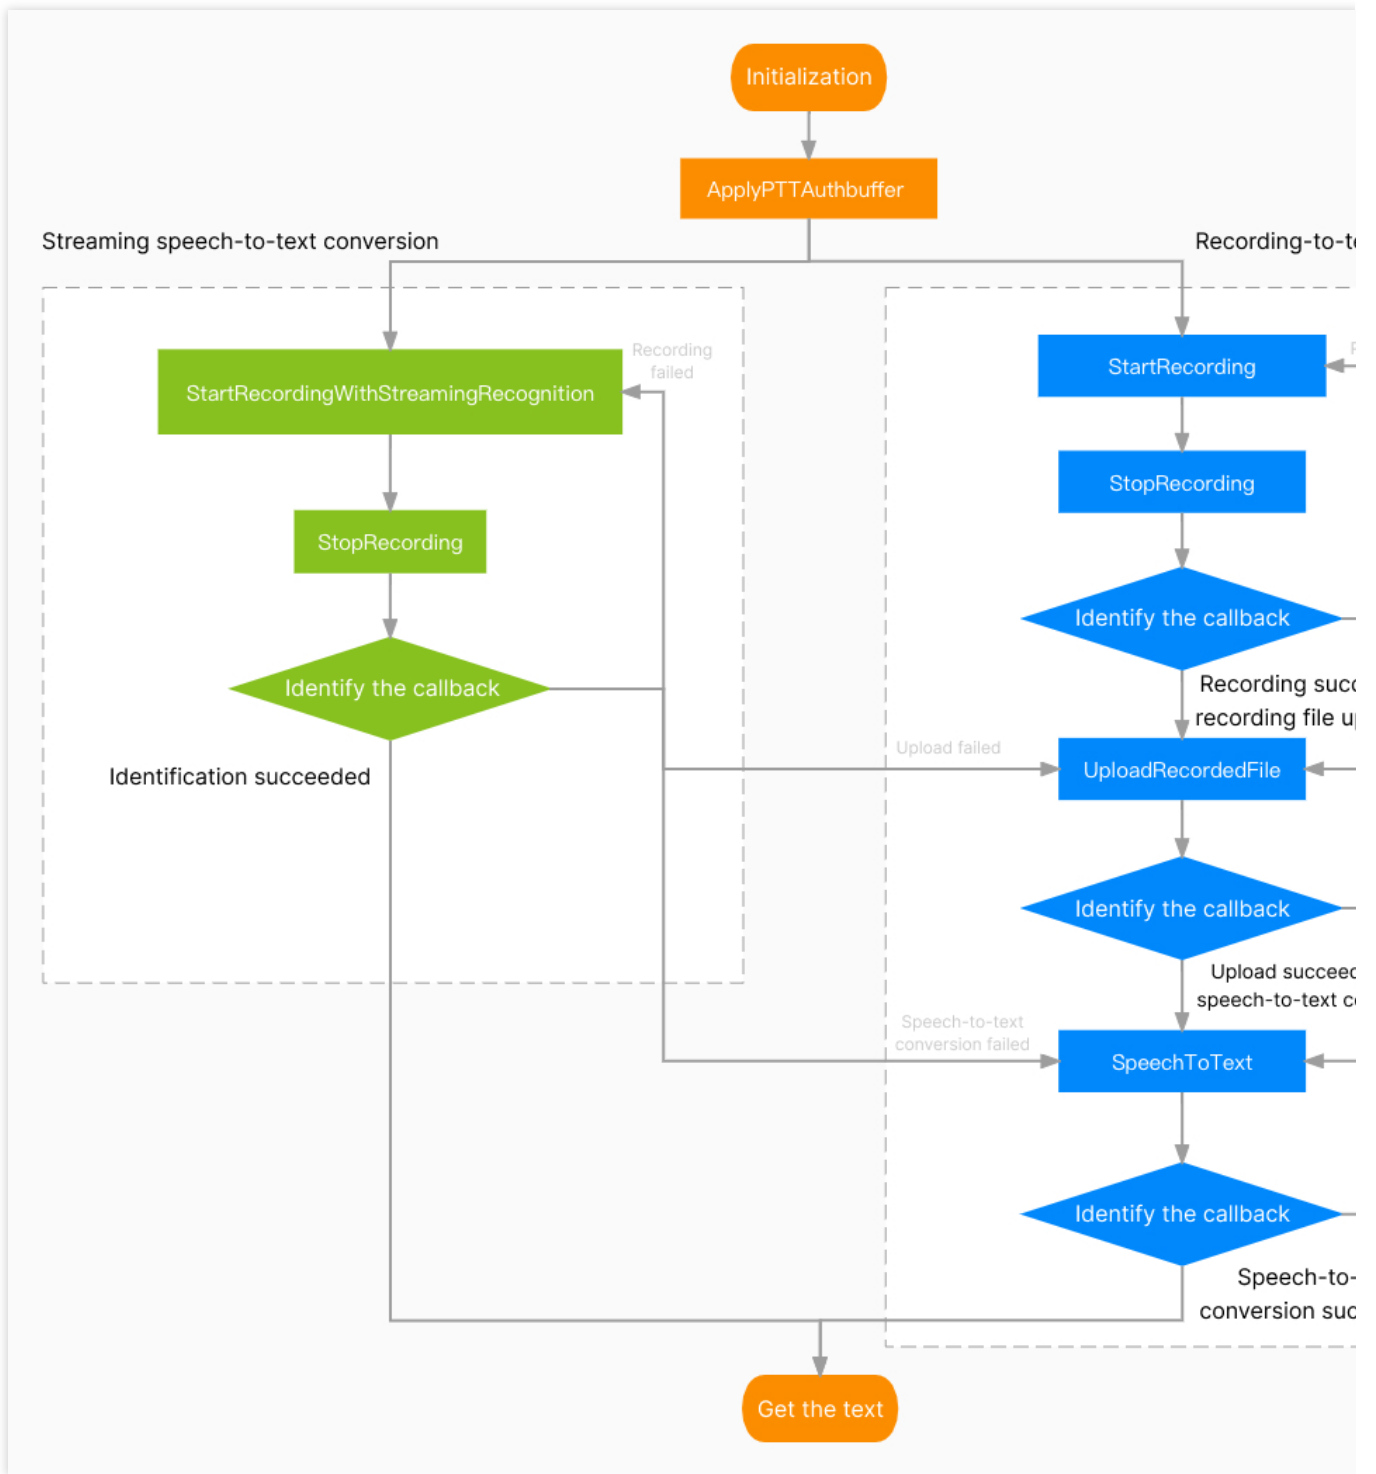 Initialization
ApplyPTTAuthbuffer
Streaming speech-to-text conversion
Recording-to-t
StartRecordingWithStreamingRecognition
Recording
failed
StopRecording
Identify the callback
Identification succeeded
StartRecording
StopRecording
Identify the callback
Recording succ
recording file u
Upload failed
UploadRecordedFile
Identify the callback
Upload succeed
speech-to-text c
Speech-to-text
conversion failed
SpeechToText
Identify the callback
Speech-to-
conversion suc
Get the text